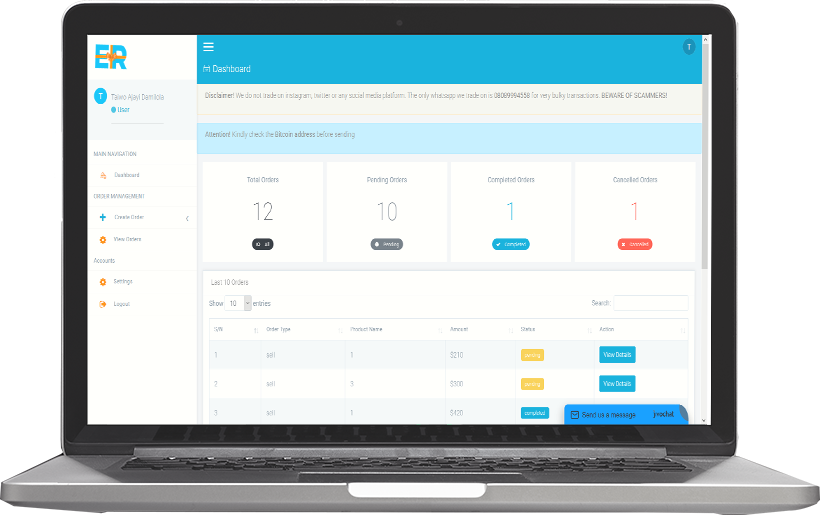 ER
T
Dashboard
Disclaimer! We do not trade on instagram, twitter or any social media platform. The only whatsapp we trade on is 08089994558 for very bulky transactions. BEWARE OF SCAMMERS!
T
Taiwo Ajayi Damilola
User
Attention! Kindly check the Bitcoin address before sending
MAIN NAVIGATION
Dashboard
ORDER MANAGEMENT
Create Order
View Orders
Accounts
Settings
Logout
Total Orders
Pending Orders
Completed Orders
Cancelled Orders
12
10
1
1
All
Pending
Completed
Cancelled
Last 10 Orders
Show 10 entries
Search:
S/N Order Type Product Name Amount Status Action
1 sell 1 $210 pending View Details
2 sell 3 $300 pending View Details
3 sell 1 $420 completed
Send us a message jivochat